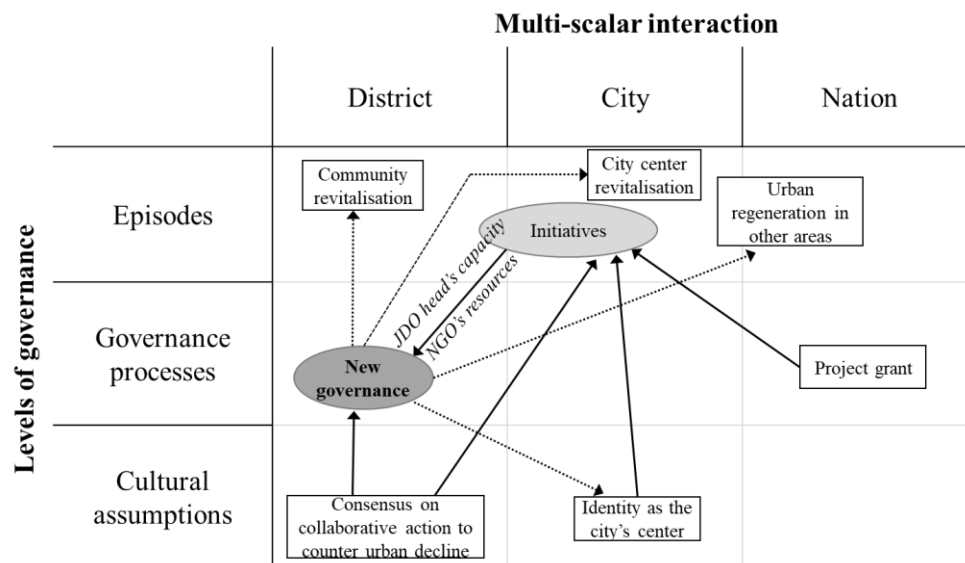 Multi-scalar interaction
District
City
Nation
Levels of governance
Episodes
Community
revitalisation
City center
revitalisation
Urban
regeneration in
other areas
Initiatives
JDO head's capacity
NGO's resources
Governance
processes
New
governance
Project grant
Cultural
assumptions
Consensus on
collaborative action to
counter urban decline
Identity as the
city's center